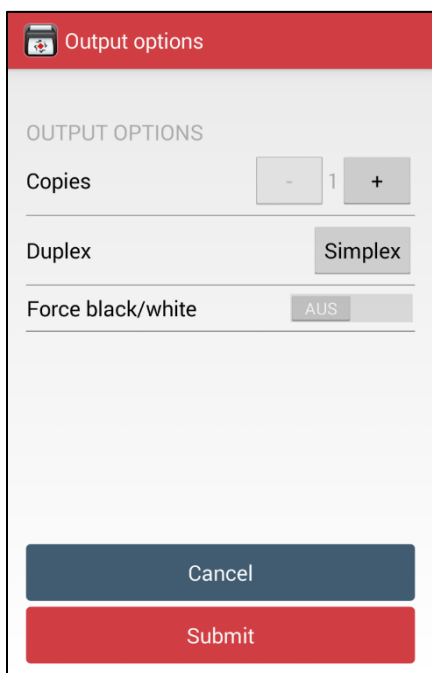 Output options
OUTPUT OPTIONS
Copies - 1 +
Duplex Simplex
Force black/white AUS
Cancel
Submit